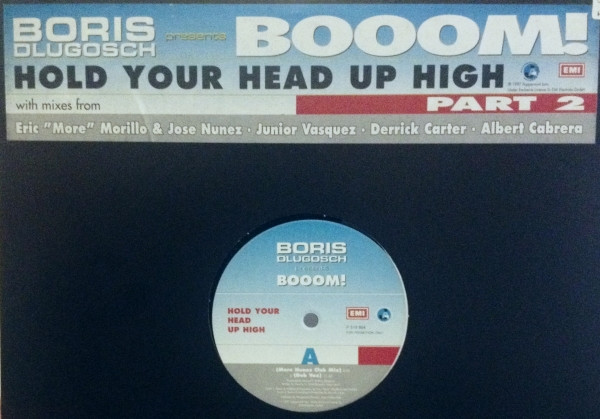 BORIS
DLUGOSCH
presents
BOOOM!
HOLD YOUR HEAD UP HIGH
EMI
with mixes from
PART 2
Eric "More" Morillo & Jose Nunez · Junior Vasquez · Derrick Carter · Albert Cabrera
BORIS
DLUGOSCH
presents
BOOOM!
HOLD YOUR
HEAD
UP HIGH
EMI
A